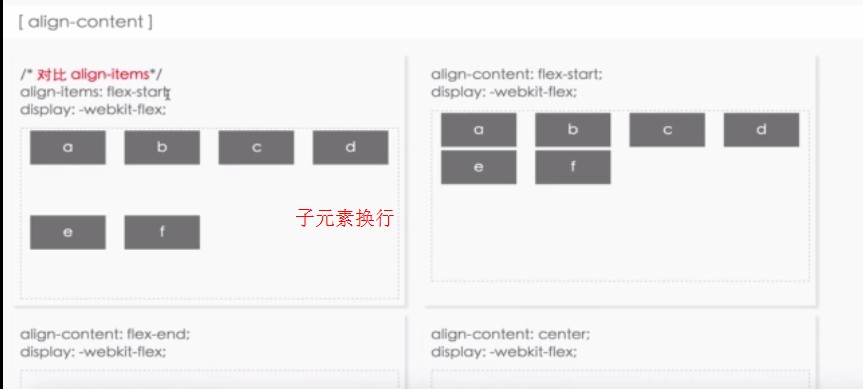 [ align-content ]
/* 对比 align-items*/
align-items: flex-start;
display: -webkit-flex;
a b c d
e f
子元素换行
align-content: flex-start;
display: -webkit-flex;
a b c d
e f
align-content: flex-end;
display: -webkit-flex;
align-content: center;
display: -webkit-flex;